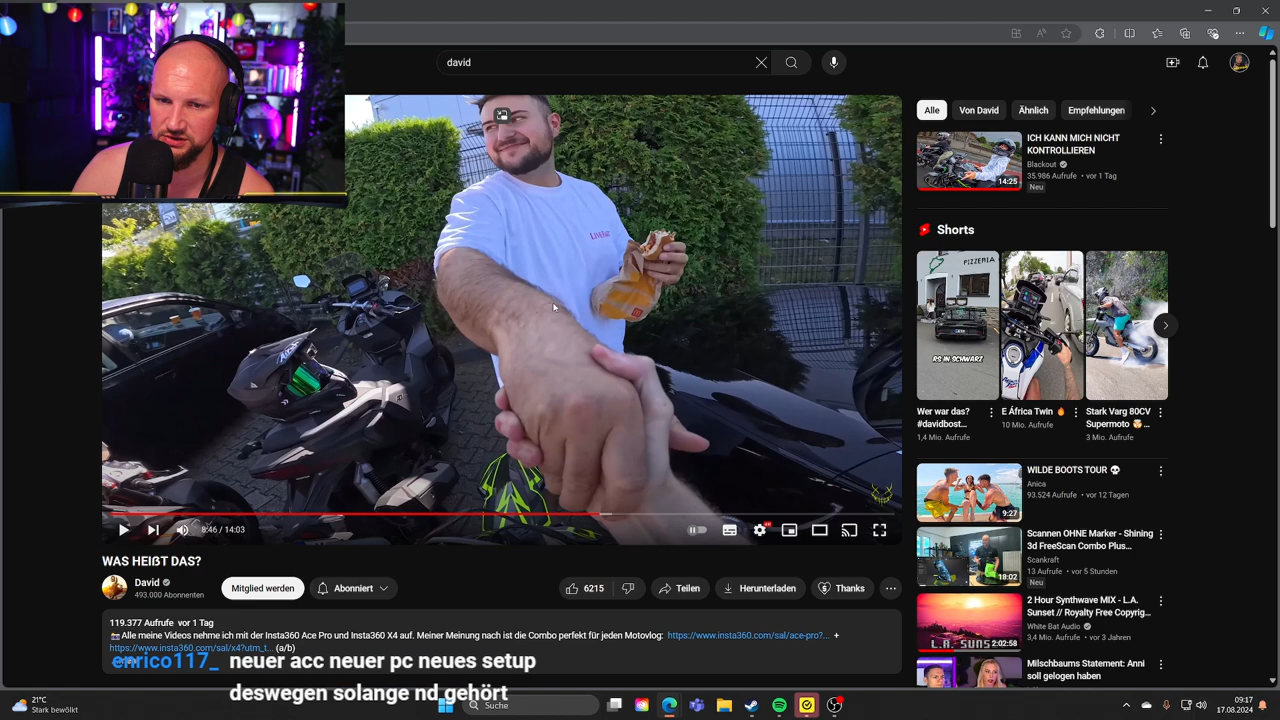 david
Alle
Von David
Ähnlich
Empfehlungen
ICH KANN MICH NICHT
KONTROLLIEREN
Blackout
35.986 Aufrufe • vor 1 Tag
Neu
14:25
Shorts
PIZZERIA
RS IN SCHWARZ
Wer war das?
#davidbost…
1,4 Mio. Aufrufe
E África Twin 🔥
10 Mio. Aufrufe
Stark Varg 80CV
Supermoto
3 Mio. Aufrufe
WILDE BOOTS TOUR 💀
Anica
93.524 Aufrufe • vor 12 Tagen
9:27
Scannen OHNE Marker - Shining
3d FreeScan Combo Plus…
Scankraft
13 Aufrufe • vor 5 Stunden
Neu
18:02
2 Hour Synthwave MIX - L.A.
Sunset // Royalty Free Copyrig…
White Bat Audio
3,4 Mio. Aufrufe • vor 3 Jahren
L.A. SUNS
2:02:58
Milschbaums Statement: Anni
soll gelogen haben
8:46 / 14:03
WAS HEIẞT DAS?
David
493.000 Abonnenten
Mitglied werden
Abonniert
6215
Teilen
Herunterladen
Thanks
119.377 Aufrufe vor 1 Tag
Alle meine Videos nehme ich mit der Insta360 Ace Pro und Insta360 X4 auf. Meiner Meinung nach ist die Combo perfekt für jeden Motovlog: https://www.insta360.com/sal/ace-pro?... +
https://www.insta360.com/sal/x4?utm_t... (a/b)
enrico117_ neuer acc neuer pc neues setup
deswegen solange nd gehört
21°C
Stark bewölkt
Suche
09:17
17.08.2024